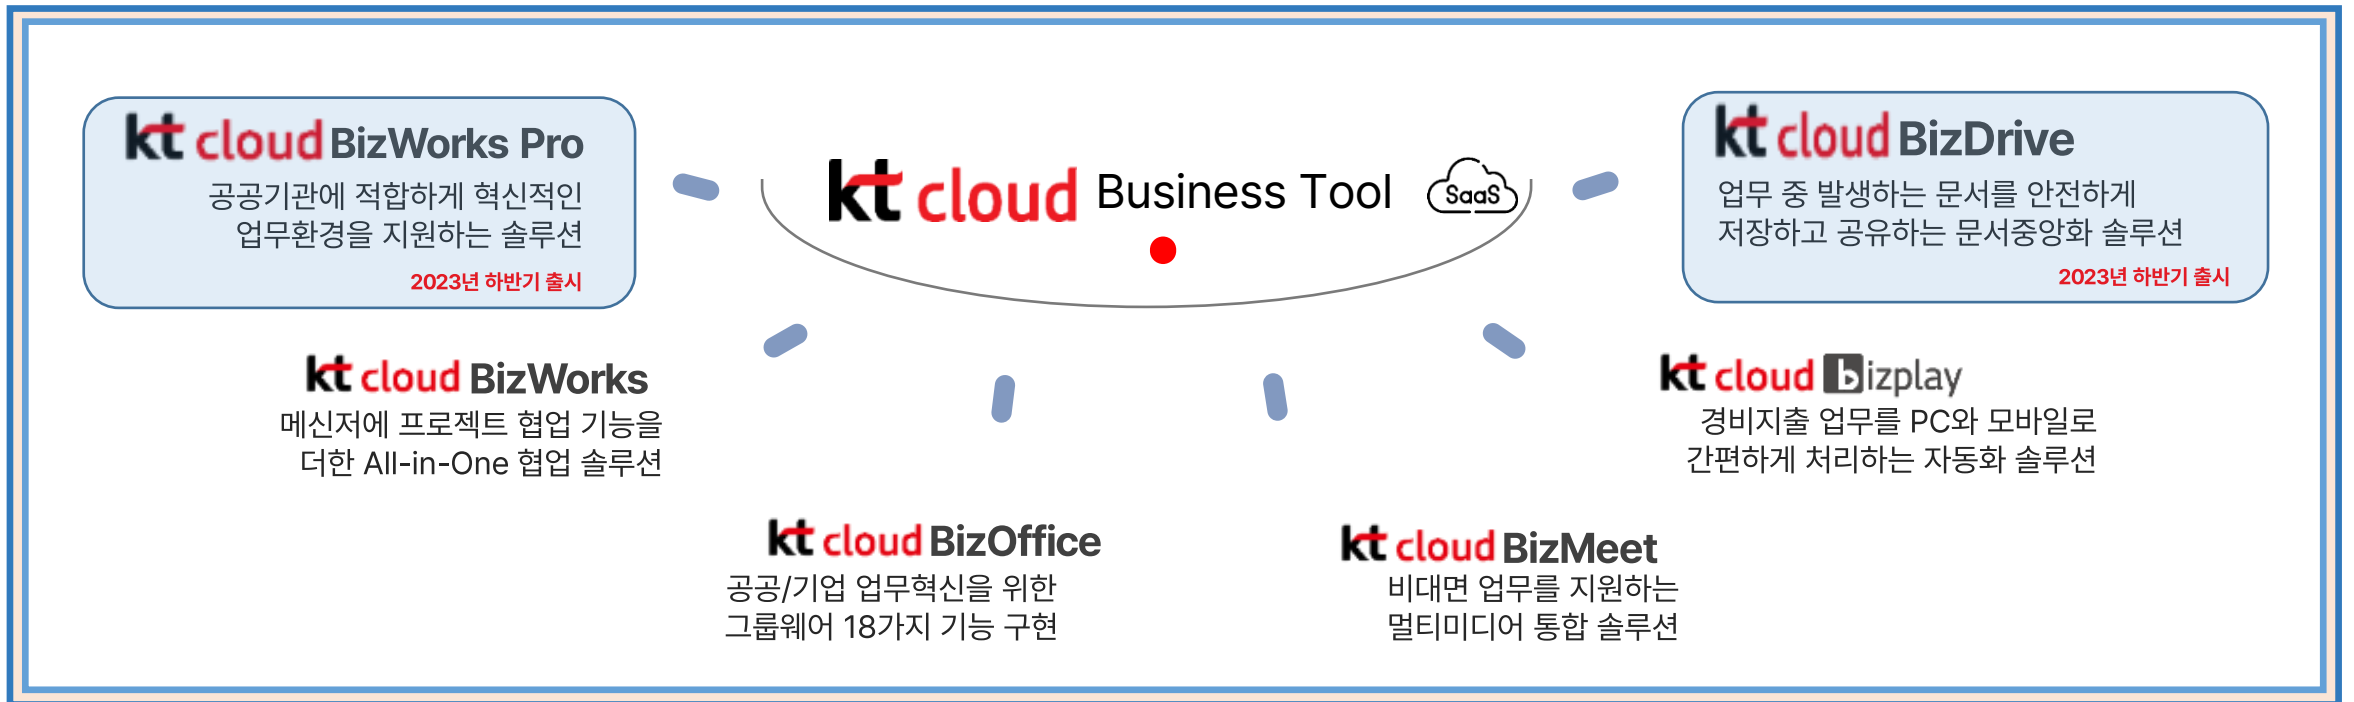 kt cloud BizWorks Pro
공공기관에 적합하게 혁신적인
업무환경을 지원하는 솔루션
2023년 하반기 출시
kt cloud Business Tool SaaS
kt cloud BizDrive
업무 중 발생하는 문서를 안전하게
저장하고 공유하는 문서중앙화 솔루션
2023년 하반기 출시
kt cloud BizWorks
메신저에 프로젝트 협업 기능을
더한 All-in-One 협업 솔루션
kt cloud bizplay
경비지출 업무를 PC와 모바일로
간편하게 처리하는 자동화 솔루션
kt cloud BizOffice
공공/기업 업무혁신을 위한
그룹웨어 18가지 기능 구현
kt cloud BizMeet
비대면 업무를 지원하는
멀티미디어 통합 솔루션